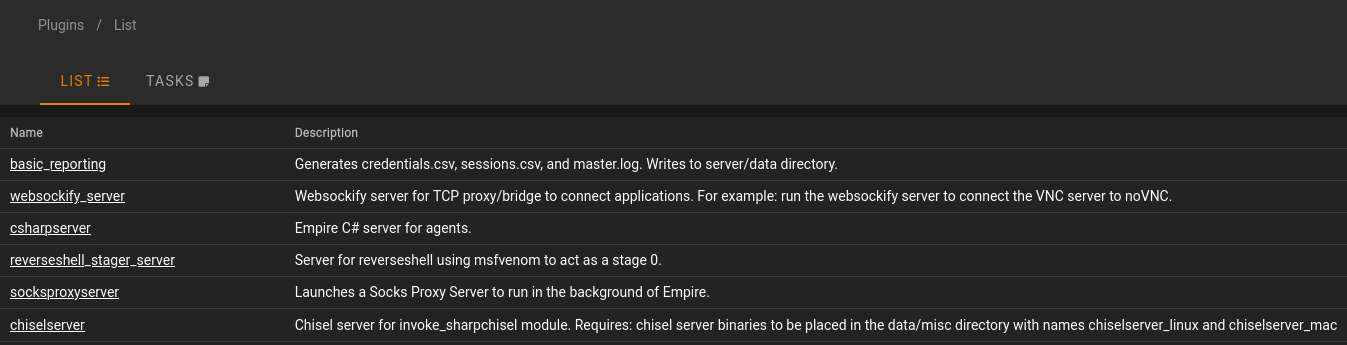 Plugins / List
LIST TASKS
Name Description
basic_reporting Generates credentials.csv, sessions.csv, and master.log. Writes to server/data directory.
websockify_server Websockify server for TCP proxy/bridge to connect applications. For example: run the websockify server to connect the VNC server to noVNC.
csharpserver Empire C# server for agents.
reverseshell_stager_server Server for reverseshell using msfvenom to act as a stage 0.
socksproxyserver Launches a Socks Proxy Server to run in the background of Empire.
chiselserver Chisel server for invoke_sharpchisel module. Requires: chisel server binaries to be placed in the data/misc directory with names chiselserver_linux and chiselserver_mac